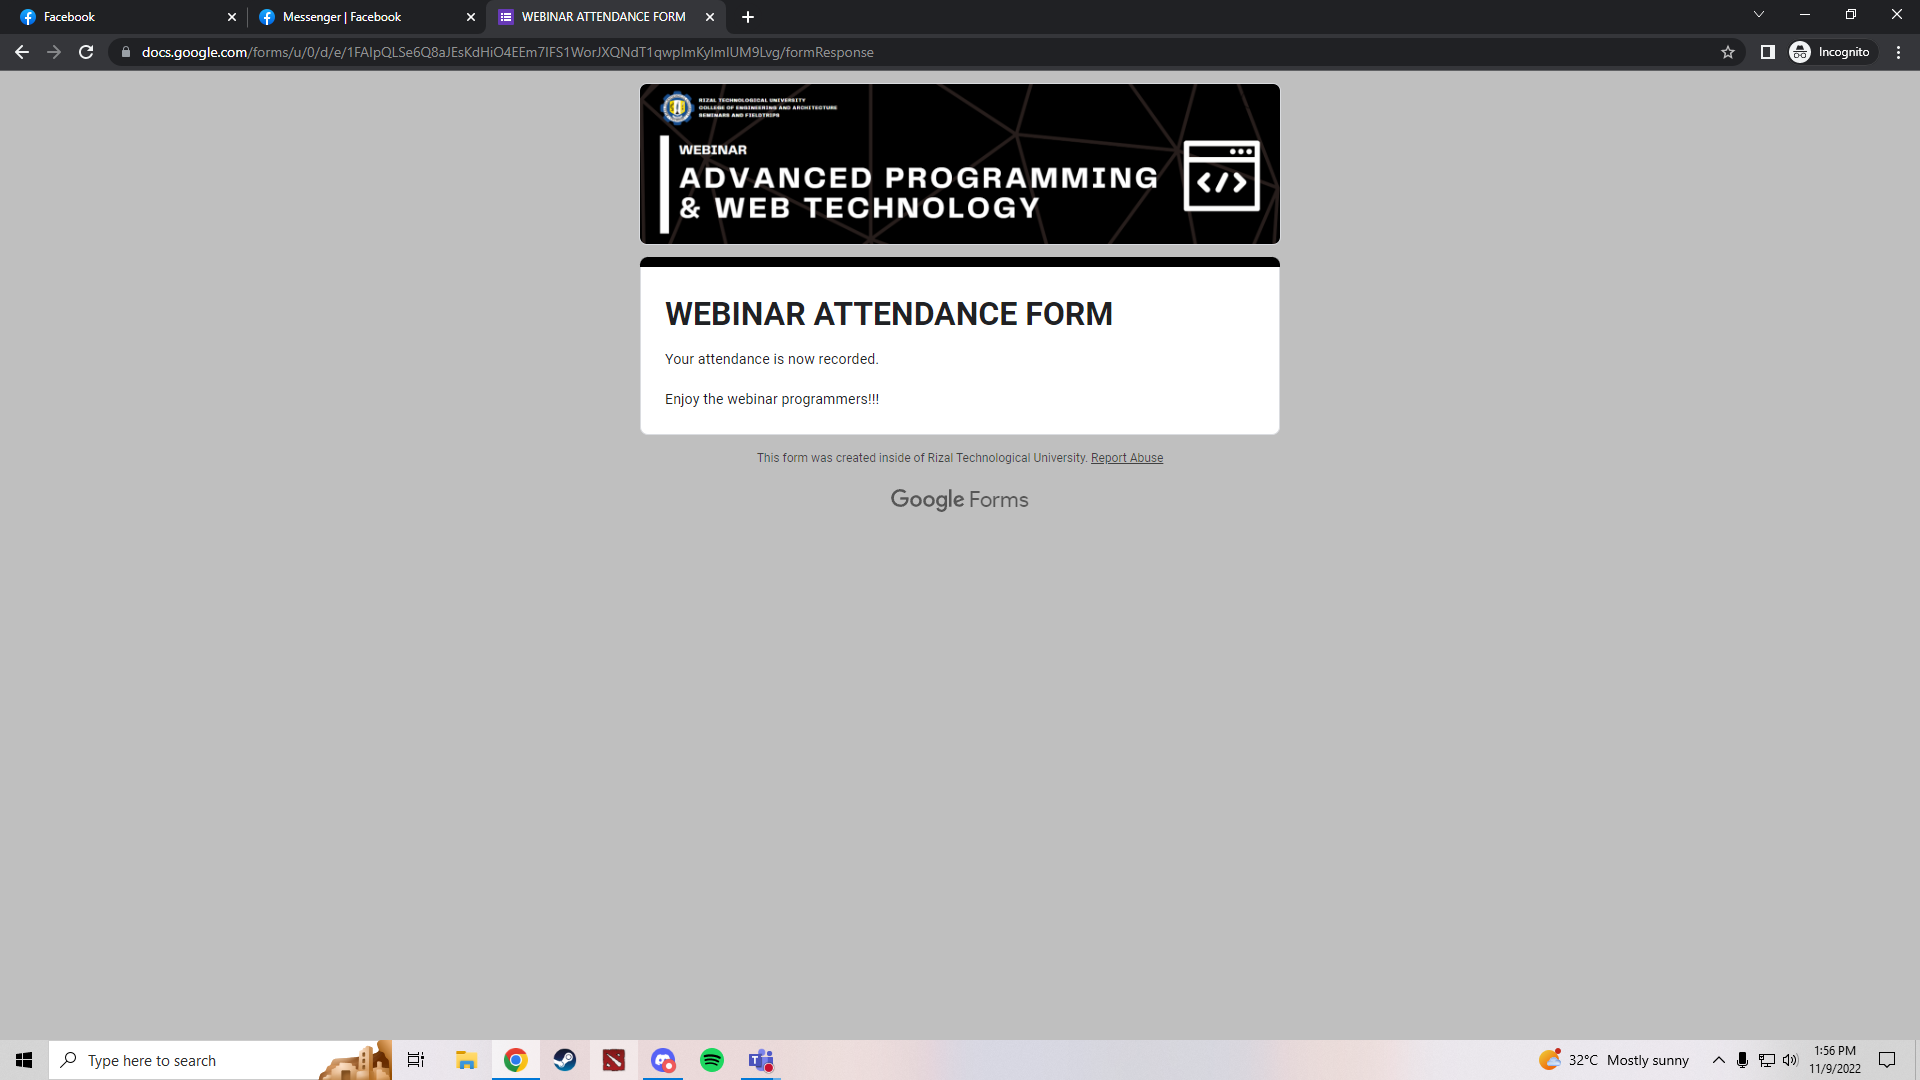 Facebook
Messenger | Facebook
WEBINAR ATTENDANCE FORM
docs.google.com/forms/u/0/d/e/1FAIpQLSe6Q8aJEsKdHiO4EEm7IFS1WorJXQNdT1qwpImKyImIUM9Lvg/formResponse
Incognito
RIZAL TECHNOLOGICAL UNIVERSITY
COLLEGE OF ENGINEERING AND ARCHITECTURE
SEMINARS AND FIELDTRIPS
WEBINAR
ADVANCED PROGRAMMING
& WEB TECHNOLOGY
</>
WEBINAR ATTENDANCE FORM
Your attendance is now recorded.
Enjoy the webinar programmers!!!
This form was created inside of Rizal Technological University. Report Abuse
Google Forms
Type here to search
32°C Mostly sunny
1:56 PM
11/9/2022